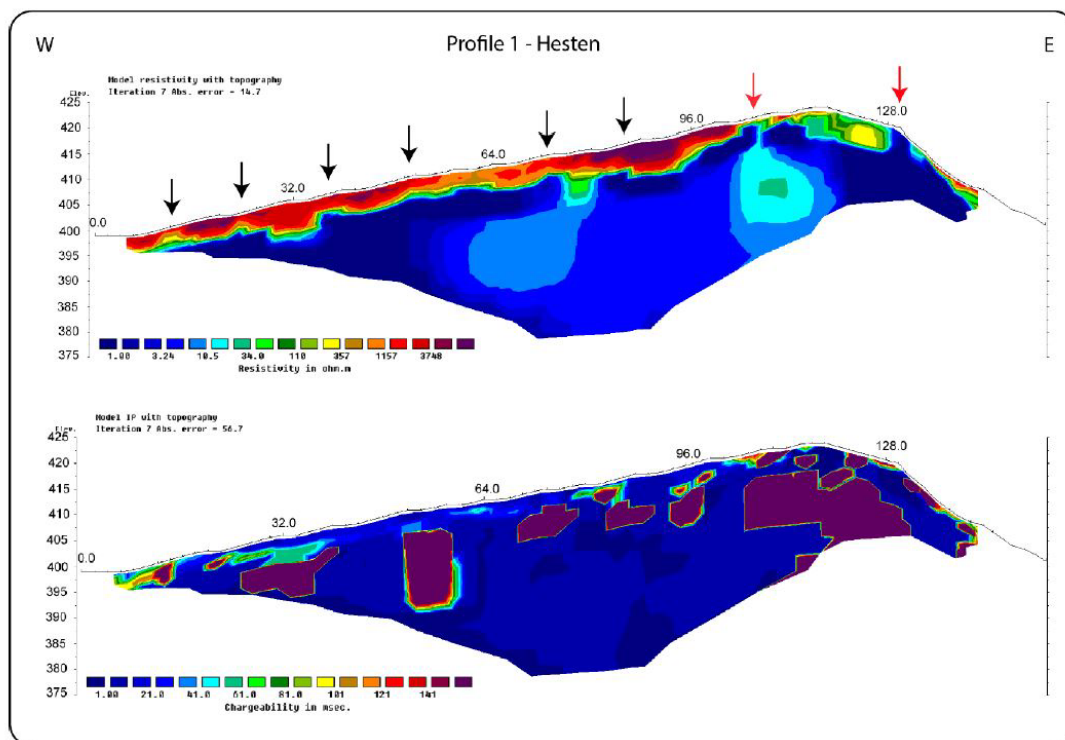 W
Profile 1 - Hesten
E
Model resistivity with topography
Iteration 7 Abs. error = 14.7
Elev.
425
420
415
410
405
400
395
390
385
380
375
0.0
32.0
64.0
96.0
128.0
1.00 3.24 10.5 34.0 110 357 1157 3748
Resistivity in ohm.m
Model IP with topography
Iteration 7 Abs. error = 56.7
Elev.
425
420
415
410
405
400
395
390
385
380
375
0.0
32.0
64.0
96.0
128.0
1.00 21.0 41.0 61.0 81.0 101 121 141
Chargeability in msec.